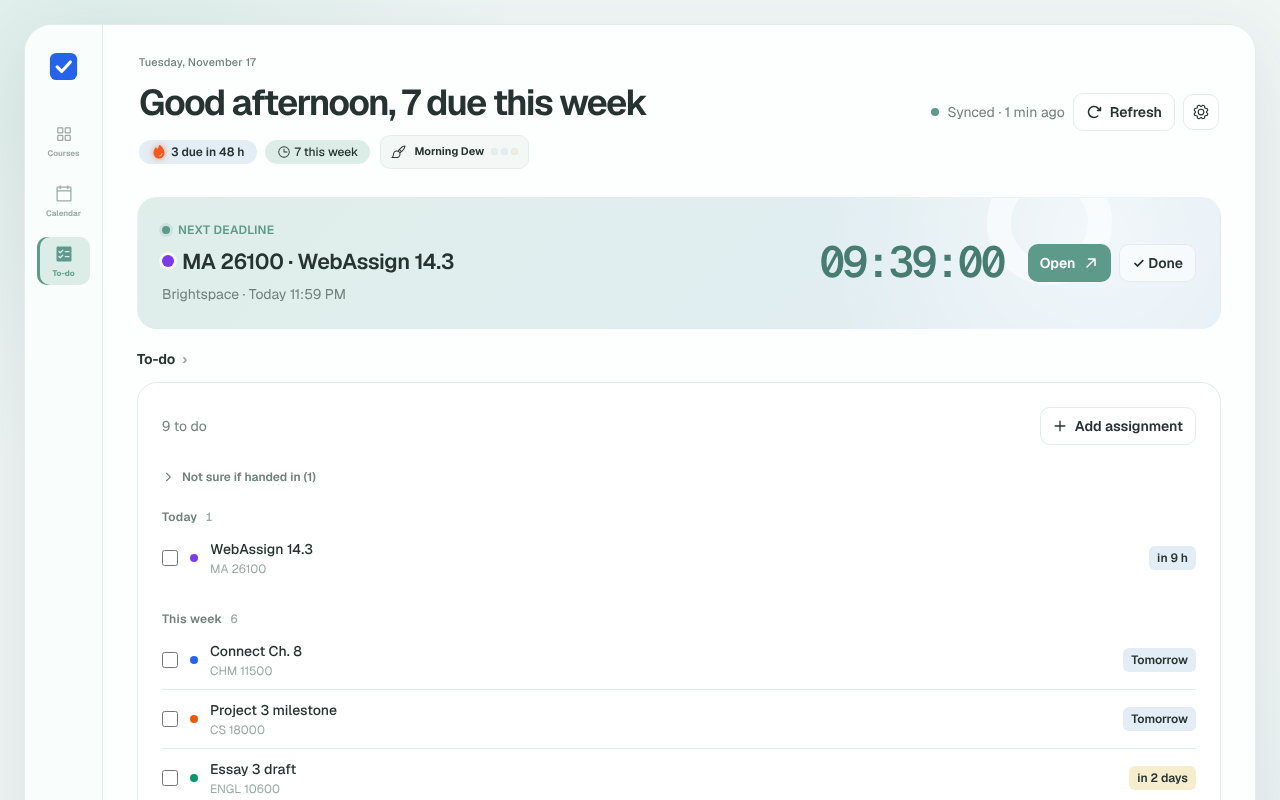 Tuesday, November 17
Good afternoon, 7 due this week
Synced · 1 min ago
Refresh
3 due in 48 h
7 this week
Morning Dew
Courses
Calendar
To-do
NEXT DEADLINE
MA 26100 · WebAssign 14.3
Brightspace · Today 11:59 PM
09:39:00
Open
Done
To-do ›
9 to do
Add assignment
Not sure if handed in (1)
Today 1
WebAssign 14.3
MA 26100
in 9 h
This week 6
Connect Ch. 8
CHM 11500
Tomorrow
Project 3 milestone
CS 18000
Tomorrow
Essay 3 draft
ENGL 10600
in 2 days